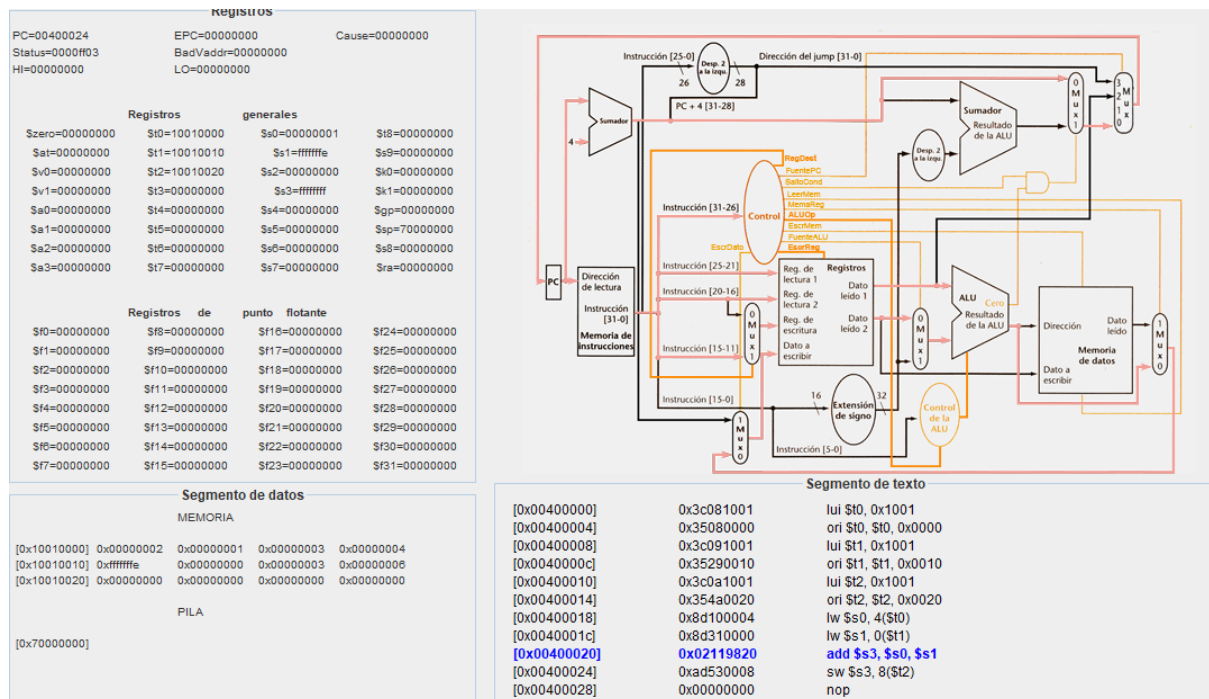 Registros
PC=00400024 EPC=00000000 Cause=00000000
Status=0000ff03 BadVaddr=00000000
HI=00000000 LO=00000000
Registros generales
$zero=00000000 $t0=10010000 $s0=00000001 $t8=00000000
$at=00000000 $t1=10010010 $s1=fffffffe $s9=00000000
$v0=00000000 $t2=10010020 $s2=00000000 $k0=00000000
$v1=00000000 $t3=00000000 $s3=ffffffff $k1=00000000
$a0=00000000 $t4=00000000 $s4=00000000 $gp=00000000
$a1=00000000 $t5=00000000 $s5=00000000 $sp=70000000
$a2=00000000 $t6=00000000 $s6=00000000 $s8=00000000
$a3=00000000 $t7=00000000 $s7=00000000 $ra=00000000
Registros de punto flotante
$f0=00000000 $f8=00000000 $f16=00000000 $f24=00000000
$f1=00000000 $f9=00000000 $f17=00000000 $f25=00000000
$f2=00000000 $f10=00000000 $f18=00000000 $f26=00000000
$f3=00000000 $f11=00000000 $f19=00000000 $f27=00000000
$f4=00000000 $f12=00000000 $f20=00000000 $f28=00000000
$f5=00000000 $f13=00000000 $f21=00000000 $f29=00000000
$f6=00000000 $f14=00000000 $f22=00000000 $f30=00000000
$f7=00000000 $f15=00000000 $f23=00000000 $f31=00000000
Segmento de datos
MEMORIA
[0x10010000] 0x00000002 0x00000001 0x00000003 0x00000004
[0x10010010] 0xfffffffe 0x00000000 0x00000003 0x00000006
[0x10010020] 0x00000000 0x00000000 0x00000000 0x00000000
PILA
[0x70000000]
Instrucción [25-0]
Desp. 2
a la izqu.
Dirección del jump [31-0]
26
28
PC + 4 [31-28]
Sumador
4
Sumador
Resultado
de la ALU
0
M
u
x
1
3
2
1
0
M
u
x
Desp. 2
a la izqu.
RegDest
FuentePC
SaltoCond
LeerMem
MemaReg
ALUOp
EscrMem
FuenteALU
EscrReg
EscrDato
Control
Instrucción [31-26]
Instrucción [25-21]
Instrucción [20-16]
Instrucción [15-11]
Instrucción [15-0]
Instrucción [5-0]
PC
Dirección
de lectura
Instrucción
[31-0]
Memoria de
instrucciones
0
M
u
x
1
Reg. de
lectura 1
Reg. de
lectura 2
Reg. de
escritura
Dato a
escribir
Registros
Dato
leído 1
Dato
leído 2
0
M
u
x
1
ALU
Cero
Resultado
de la ALU
Dirección
Dato
leído
Memoria
de datos
Dato a
escribir
1
M
u
x
0
16
Extensión
de signo
32
Control
de la
ALU
1
M
u
x
0
Segmento de texto
[0x00400000] 0x3c081001 lui $t0, 0x1001
[0x00400004] 0x35080000 ori $t0, $t0, 0x0000
[0x00400008] 0x3c091001 lui $t1, 0x1001
[0x0040000c] 0x35290010 ori $t1, $t1, 0x0010
[0x00400010] 0x3c0a1001 lui $t2, 0x1001
[0x00400014] 0x354a0020 ori $t2, $t2, 0x0020
[0x00400018] 0x8d100004 lw $s0, 4($t0)
[0x0040001c] 0x8d310000 lw $s1, 0($t1)
[0x00400020] 0x02119820 add $s3, $s0, $s1
[0x00400024] 0xad530008 sw $s3, 8($t2)
[0x00400028] 0x00000000 nop